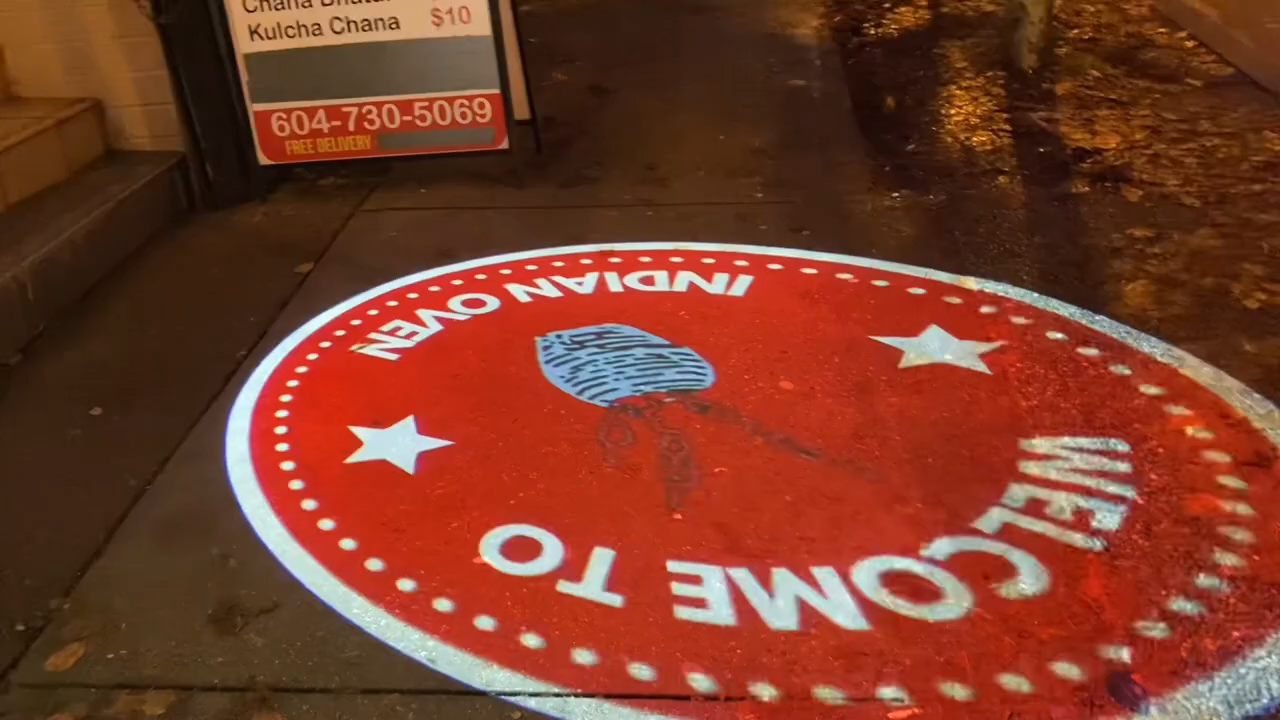 Kulcha Chana $10
604-730-5069
FREE DELIVERY
WELCOME TO
INDIAN OVEN